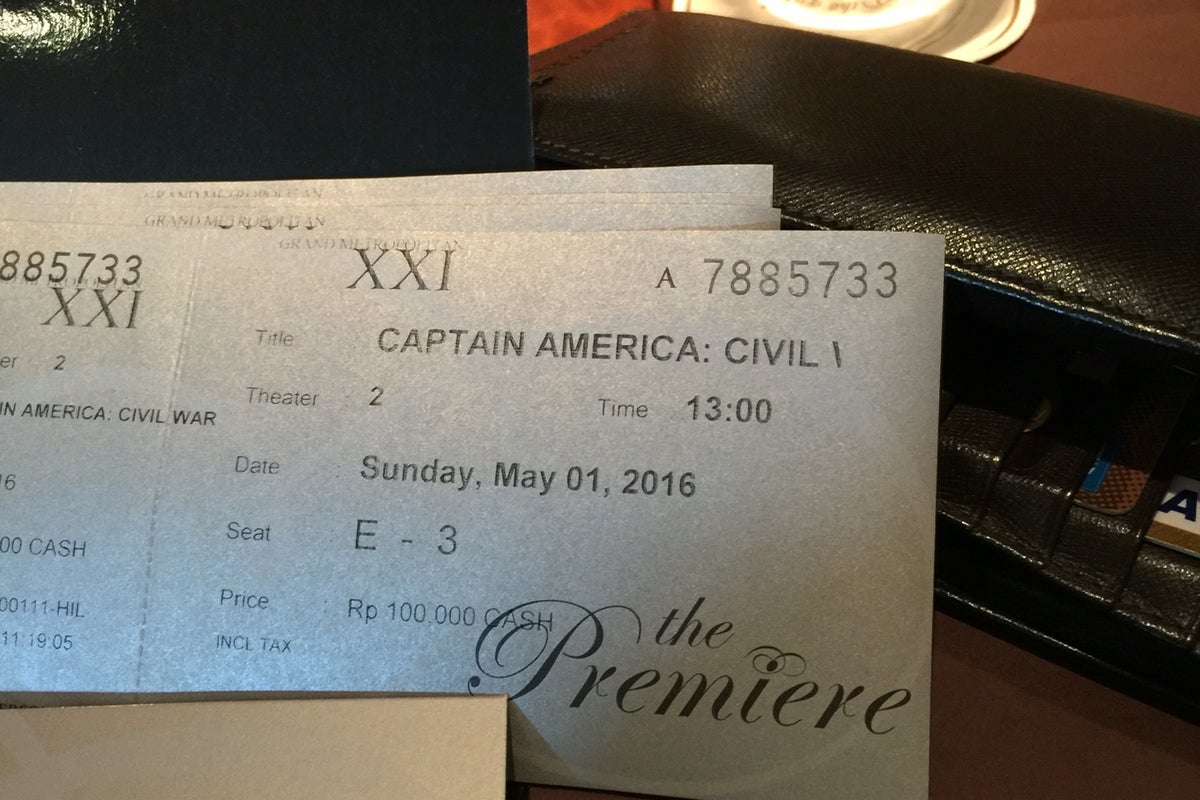 GRAND METROPOLITAN
GRAND METROPOLITAN
GRAND METROPOLITAN
885733
XXI
XXI
A 7885733
Title CAPTAIN AMERICA: CIVIL \
er 2
Theater : 2 Time 13:00
IN AMERICA: CIVIL WAR
Date : Sunday, May 01, 2016
16
Seat : E - 3
00 CASH
Price : Rp 100,000 CASH
00111-HIL
INCL TAX
11:19:05
the
Premiere